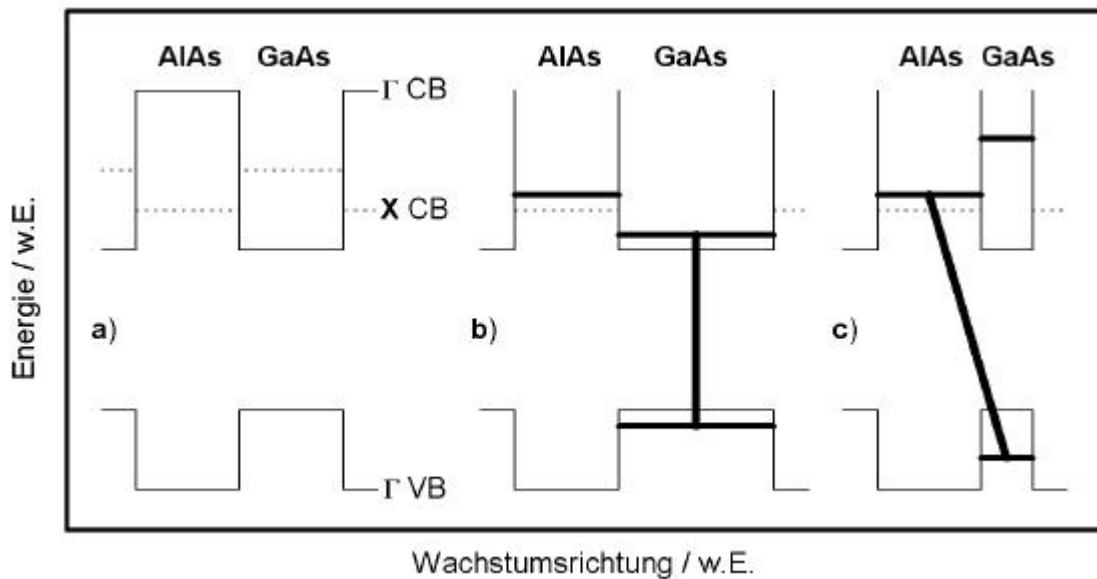 AlAs GaAs
AlAs GaAs
AlAs GaAs
Γ CB
X CB
a)
b)
c)
Γ VB
Energie / w.E.
Wachstumsrichtung / w.E.